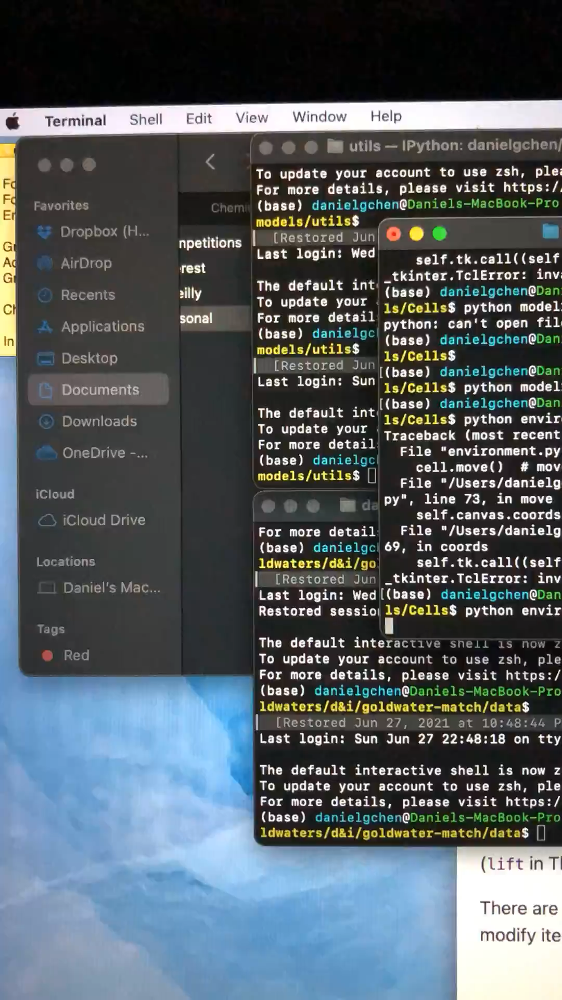 Terminal Shell Edit View Window Help
Fo
Fo
Er
Gr
Ac
Gr
Ch
In
Favorites
Dropbox (H...
AirDrop
Recents
Applications
Desktop
Documents
Downloads
OneDrive -...
iCloud
iCloud Drive
Locations
Daniel's Mac...
Tags
Red
Chemi
npetitions
rest
eilly
sonal
utils — IPython: danielgchen/
To update your account to use zsh, plea
For more details, please visit https:/
(base) danielgchen@Daniels-MacBook-Pro
models/utils$
[Restored Jun
Last login: Wed
The default int
To update your
For more detail
(base) danielgc
models/utils$
[Restored Jun
Last login: Sun
The default int
To update your
For more detail
(base) danielgc
models/utils$
self.tk.call((self
_tkinter.TclError: inva
(base) danielgchen@Dan
ls/Cells$ python model
python: can't open fil
(base) danielgchen@Dan
ls/Cells$
[(base) danielgchen@Dan
ls/Cells$ python model
[(base) danielgchen@Dan
ls/Cells$ python envir
Traceback (most recent
File "environment.py
cell.move() # mov
File "/Users/danielg
py", line 73, in move
self.canvas.coords
File "/Users/danielg
69, in coords
self.tk.call((self
_tkinter.TclError: inv
[(base) danielgchen@Dan
ls/Cells$ python envir
da
For more detail
(base) danielgc
ldwaters/d&i/go
[Restored Jun
Last login: Wed
Restored sessio
The default interactive shell is now z
To update your account to use zsh, ple
For more details, please visit https:/
(base) danielgchen@Daniels-MacBook-Pro
ldwaters/d&i/goldwater-match/data$
[Restored Jun 27, 2021 at 10:48:44 P
Last login: Sun Jun 27 22:48:18 on tty
The default interactive shell is now z
To update your account to use zsh, ple
For more details, please visit https:/
(base) danielgchen@Daniels-MacBook-Pro
ldwaters/d&i/goldwater-match/data$
(lift in T
There are
modify ite